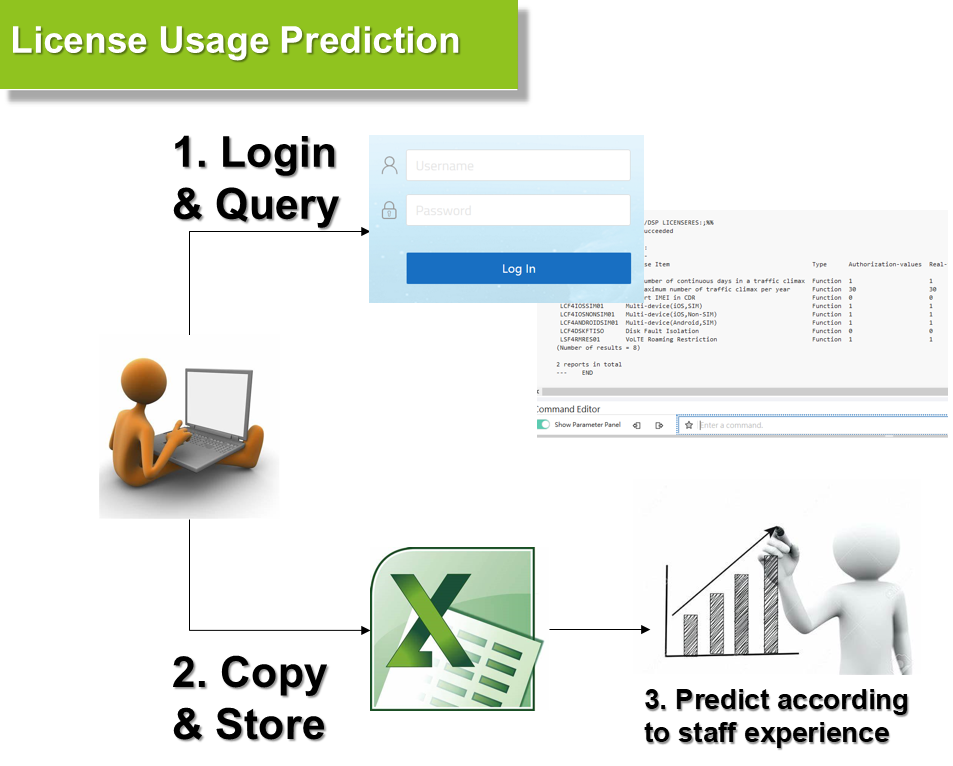 License Usage Prediction
1. Login
& Query
Username
Password
Log In
/DSP LICENSERES:;%%
ucceeded
:
-
se Item Type Authorization-values Real-
umber of continuous days in a traffic climax Function 1 1
aximum number of traffic climax per year Function 30 30
rt IMEI in CDR Function 0 0
LCF4IOSSIM01 Multi-device(iOS,SIM) Function 1 1
LCF4IOSNONSIM01 Multi-device(iOS,Non-SIM) Function 1 1
LCF4ANDROIDSIM01 Multi-device(Android,SIM) Function 1 1
LCF4DSKFTISO Disk Fault Isolation Function 0 0
LSF4RMRES01 VoLTE Roaming Restriction Function 1 1
(Number of results = 8)
2 reports in total
--- END
Command Editor
Show Parameter Panel
Enter a command.
2. Copy
& Store
3. Predict according
to staff experience